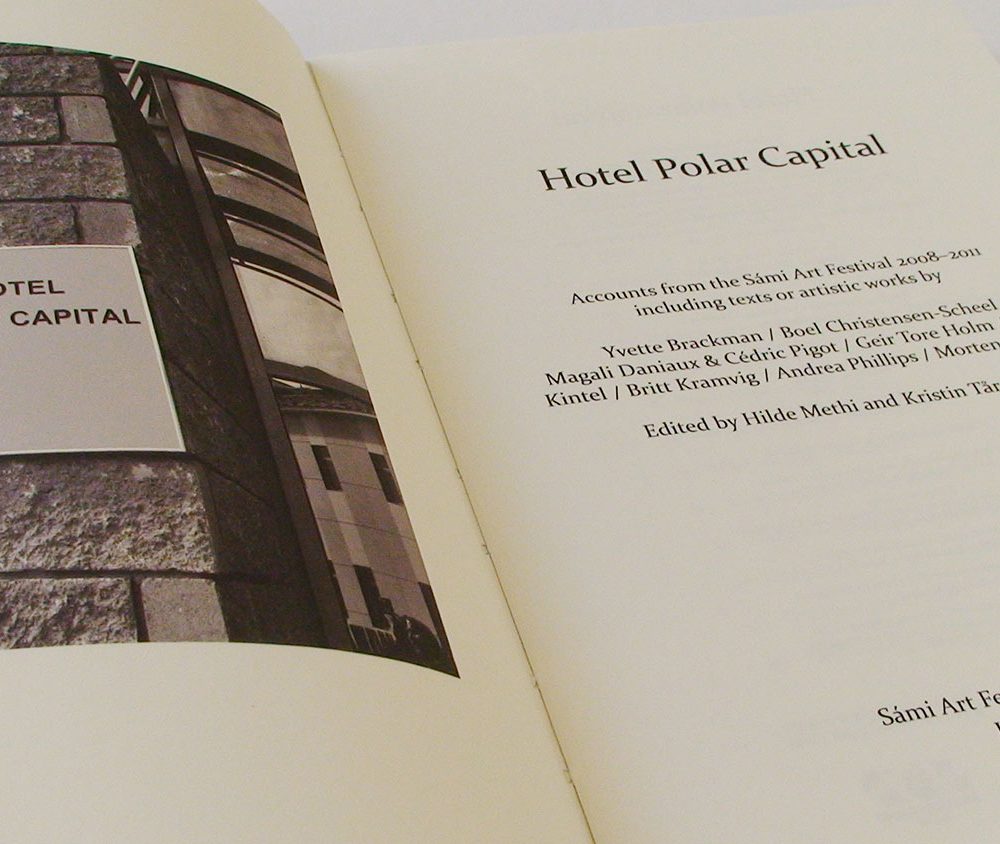 OTEL
CAPITAL
Hotel Polar Capital
Accounts from the Sámi Art Festival 2008–2011
including texts or artistic works by
Yvette Brackman / Boel Christensen-Scheel
Magali Daniaux & Cédric Pigot / Geir Tore Holm
Kintel / Britt Kramvig / Andrea Phillips / Morten
Edited by Hilde Methi and Kristin Tår
Sámi Art Fe